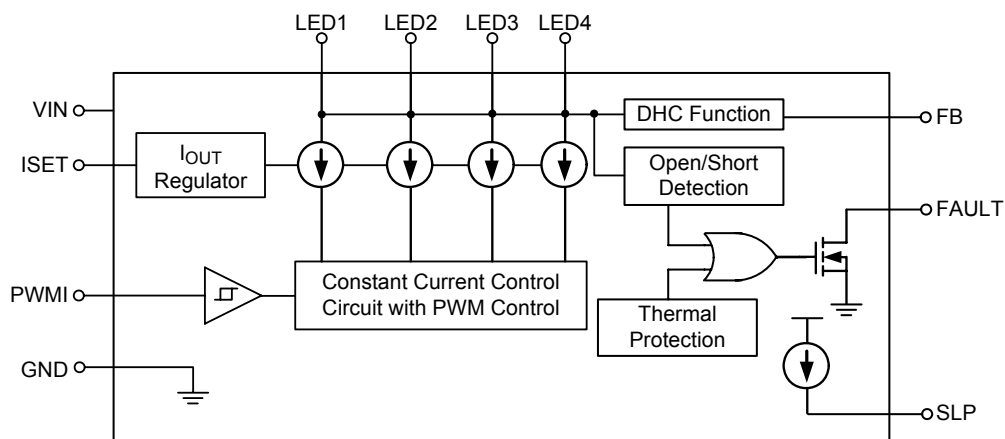 LED1 LED2 LED3 LED4
VIN
DHC Function
FB
ISET
IOUT
Regulator
Open/Short
Detection
FAULT
PWMI
Constant Current Control
Circuit with PWM Control
Thermal
Protection
GND
SLP